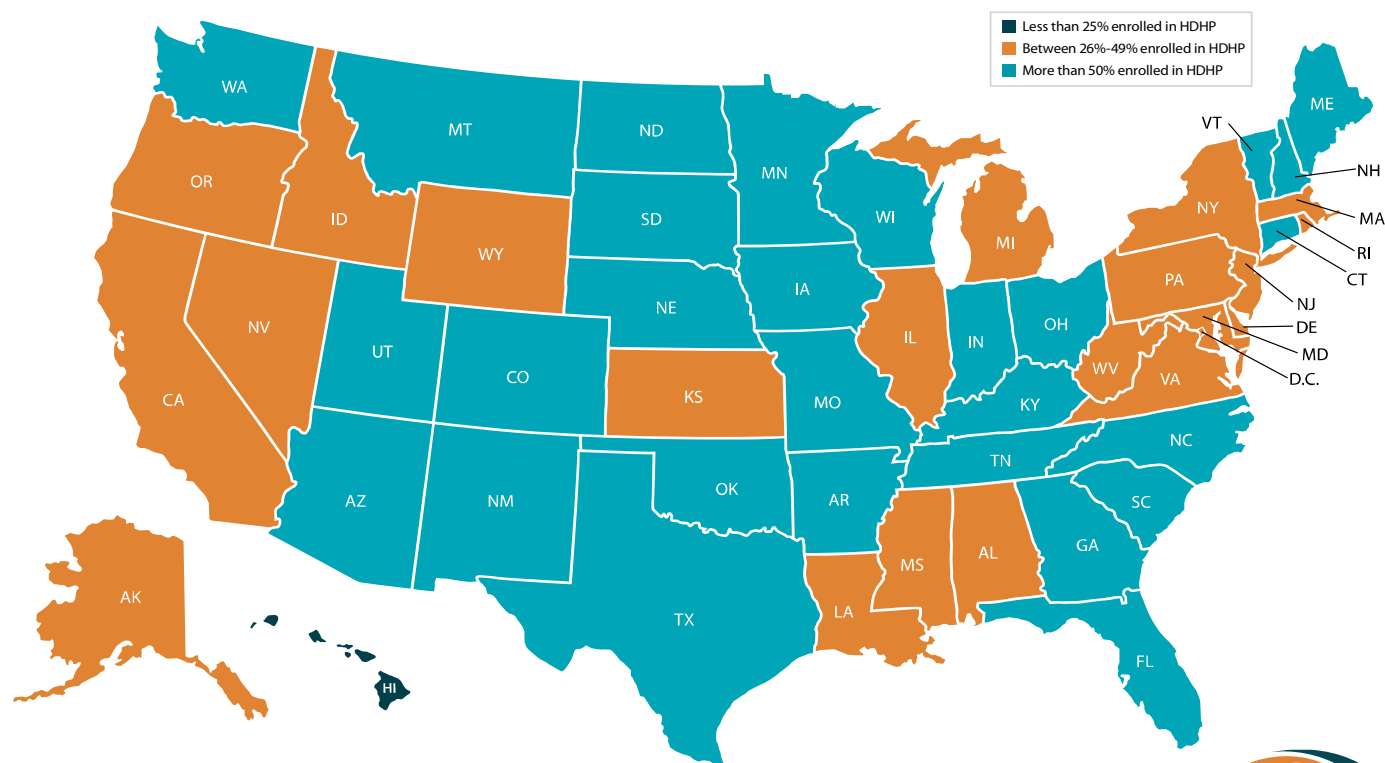 Less than 25% enrolled in HDHP
Between 26%-49% enrolled in HDHP
More than 50% enrolled in HDHP
WA
MT
ND
MN
ME
VT
NH
OR
ID
SD
WI
NY
MA
WY
MI
RI
CT
IA
PA
NE
NJ
NV
IL
IN
OH
DE
UT
MD
CO
WV
VA
D.C.
CA
KS
MO
KY
NC
TN
AZ
NM
OK
AR
SC
GA
AL
MS
AK
LA
TX
FL
HI